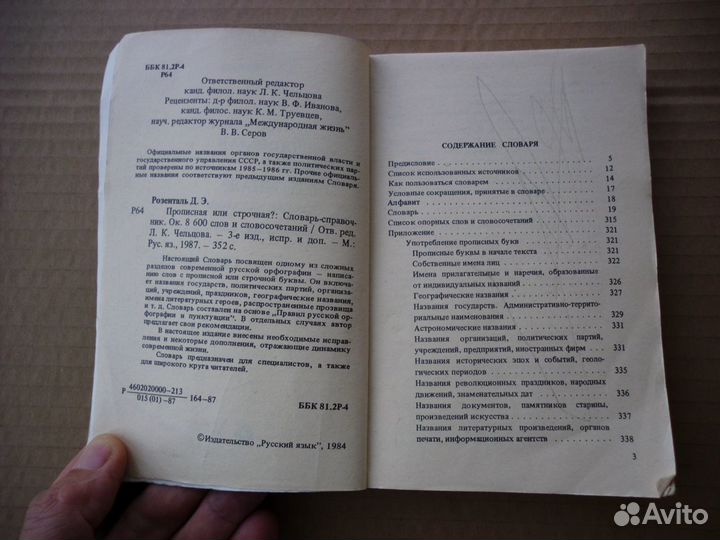 ББК 81.2Р-4
Р64
Ответственный редактор
канд. филол. наук Л. К. Чельцова
Рецензенты: д-р филол. наук В. Ф. Иванова,
канд. филос. наук К. М. Труевцев,
науч. редактор журнала „Международная жизнь"
В. В. Серов
Официальные названия органов государственной власти и
государственного управления СССР, а также политических пар-
тий проверены по источникам 1985—1986 гг. Прочие официаль-
ные названия соответствуют предыдущим изданиям Словаря.
Розенталь Д. Э.
Р64 Прописная или строчная?: Словарь-справоч-
ник. Ок. 8 600 слов и словосочетаний / Отв. ред.
Л. К. Чельцова. — 3-е изд., испр. и доп. — М.:
Рус. яз., 1987. — 352 с.
Настоящий Словарь посвящен одному из сложных
разделов современной русской орфографии — написа-
нию слов с прописной или строчной буквы. Он включа-
ет названия государств, политических партий, организа-
ций, учреждений, праздников, географические названия,
имена литературных героев, распространенные прозвища
и т. д. Словарь составлен на основе „Правил русской ор-
фографии и пунктуации". В отдельных случаях автор
предлагает свои рекомендации.
В настоящее издание внесены необходимые исправ-
ления и некоторые дополнения, отражающие динамику
современной жизни.
Словарь предназначен для специалистов, а также
для широкого круга читателей.
Р 4602020000-213
015 (01)-87 164-87
ББК 81.2Р-4
©Издательство „Русский язык", 1984
СОДЕРЖАНИЕ СЛОВАРЯ
Предисловие 5
Список использованных источников 12
Как пользоваться словарем 14
Условные сокращения, принятые в словаре 17
Алфавит 18
Словарь 19
Список опорных слов и словосочетаний 315
Приложение 321
Употребление прописных букв 321
Прописные буквы в начале текста 321
Собственные имена лиц 322
Имена прилагательные и наречия, образованные
от индивидуальных названий 326
Географические названия 327
Названия государств. Административно-террито-
риальные наименования 329
Астрономические названия 331
Названия организаций, политических партий,
учреждений, предприятий, иностранных фирм 331
Названия исторических эпох и событий, геологи-
ческих периодов 335
Названия революционных праздников, народных
движений, знаменательных дат 336
Названия документов, памятников старины,
произведений искусства 337
Названия литературных произведений, органов
печати, информационных агентств 338
3
Avito